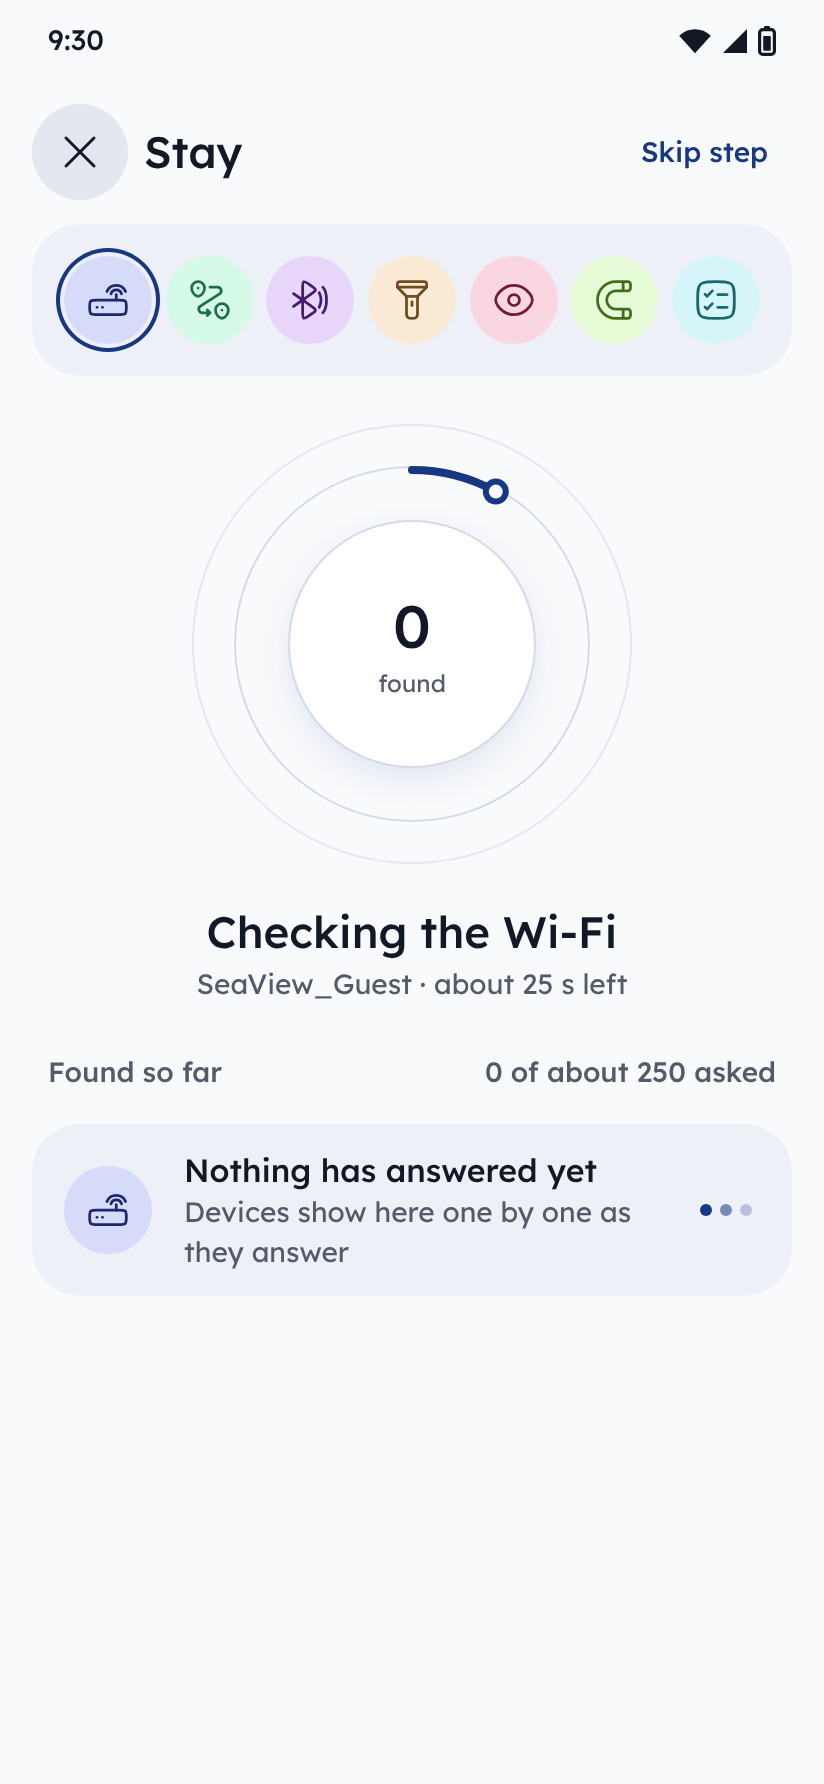 9:30
Stay
Skip step
0
found
Checking the Wi-Fi
SeaView_Guest · about 25 s left
Found so far
0 of about 250 asked
Nothing has answered yet
Devices show here one by one as
they answer